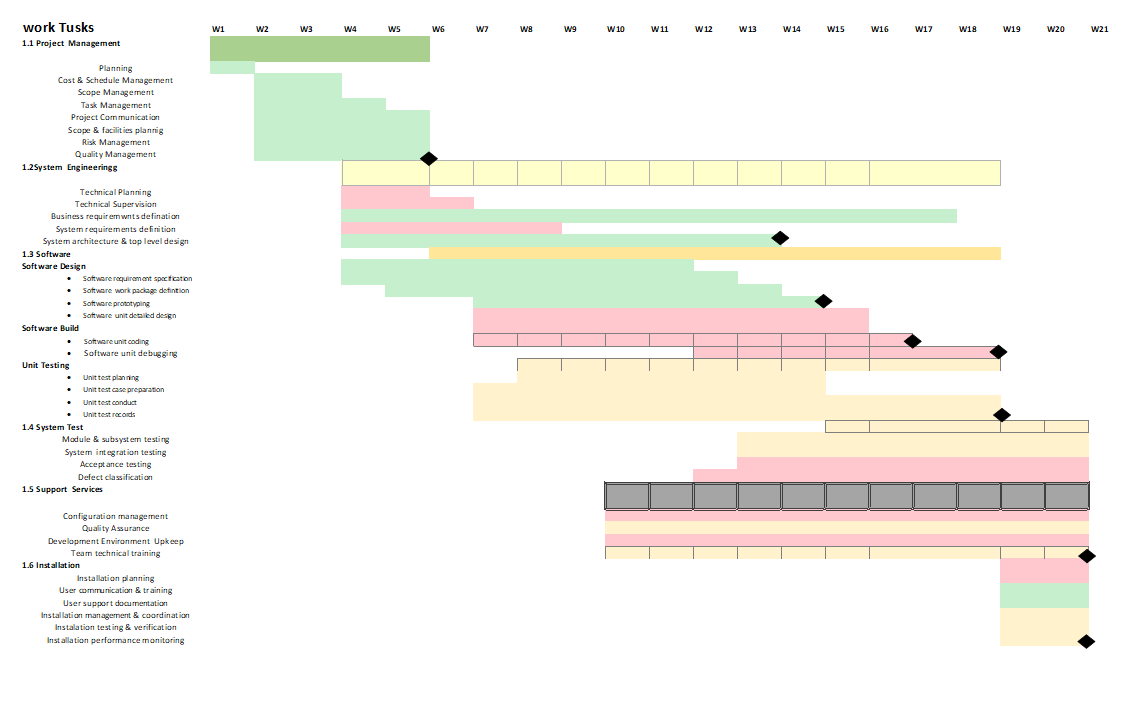 work Tusks W1 W2 W3 W4 W5 W6 W7 W8 W9 W10 W11 W12 W13 W14 W15 W16 W17 W18 W19 W20 W21
1.1 Project Management
Planning
Cost & Schedule Management
Scope Management
Task Management
Project Communication
Scope & facilities plannig
Risk Management
Quality Management
1.2System Engineeringg
Technical Planning
Technical Supervision
Business requiremwnts defination
System requirements definition
System architecture & top level design
1.3 Software
Software Design
• Software requirement specification
• Software work package definition
• Software prototyping
• Software unit detailed design
Software Build
• Software unit coding
• Software unit debugging
Unit Testing
• Unit test planning
• Unit test case preparation
• Unit test conduct
• Unit test records
1.4 System Test
Module & subsystem testing
System integration testing
Acceptance testing
Defect classification
1.5 Support Services
Configuration management
Quality Assurance
Development Environment Upkeep
Team technical training
1.6 Installation
Installation planning
User communication & training
User support documentation
Installation management & coordination
Instalation testing & verification
Installation performance monitoring